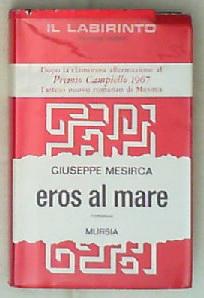 IL LABIRINTO
Dopo la clamorosa affermazione al
Premio Campiello 1967
l'atteso nuovo romanzo di Mesirca
GIUSEPPE MESIRCA
eros al mare
romanzo
MURSIA